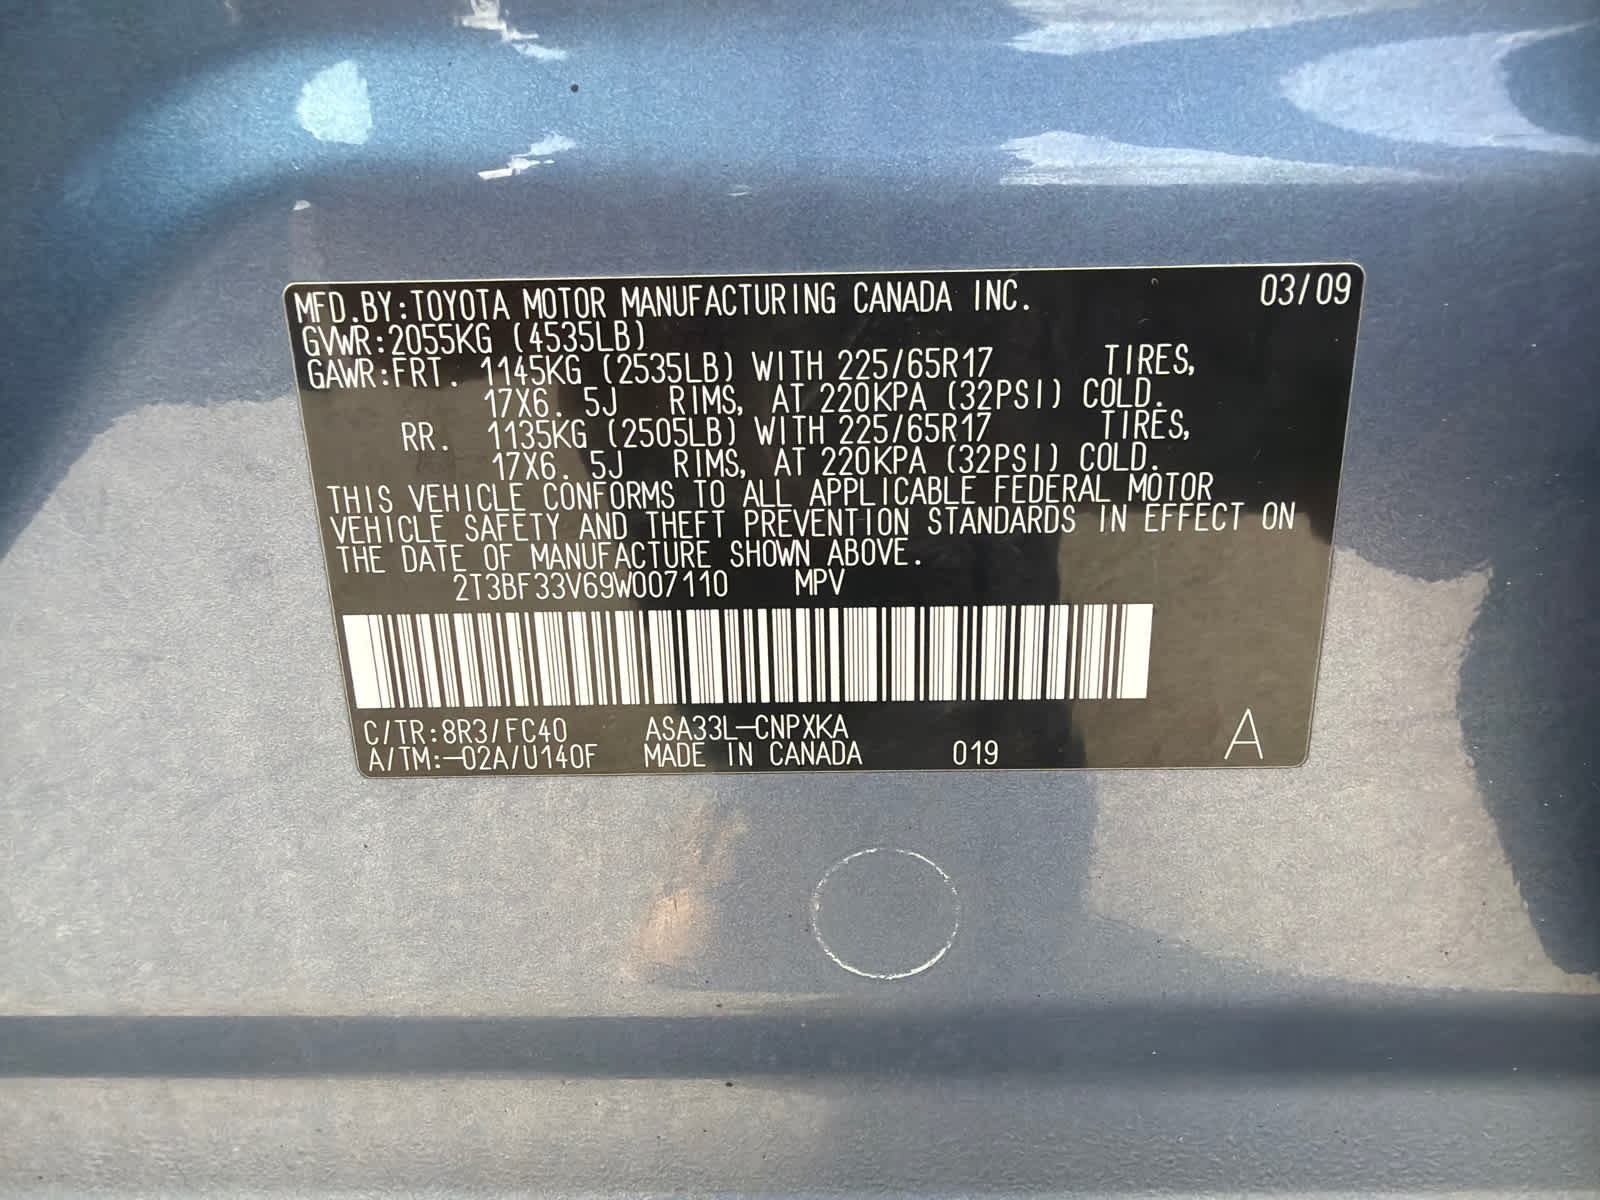 MFD.BY:TOYOTA MOTOR MANUFACTURING CANADA INC. 03/09
GVWR:2055KG (4535LB)
GAWR:FRT. 1145KG (2535LB) WITH 225/65R17 TIRES,
17X6. 5J RIMS, AT 220KPA (32PSI) COLD.
RR. 1135KG (2505LB) WITH 225/65R17 TIRES,
17X6. 5J RIMS, AT 220KPA (32PSI) COLD.
THIS VEHICLE CONFORMS TO ALL APPLICABLE FEDERAL MOTOR
VEHICLE SAFETY AND THEFT PREVENTION STANDARDS IN EFFECT ON
THE DATE OF MANUFACTURE SHOWN ABOVE.
2T3BF33V69W007110 MPV
C/TR:8R3/FC40 ASA33L-CNPXKA
A/TM:-02A/U140F MADE IN CANADA 019 A